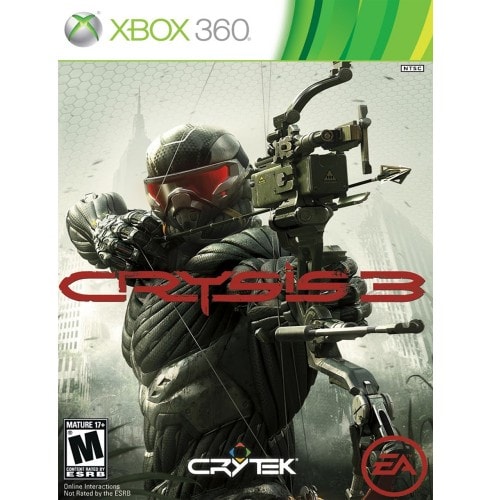 XBOX 360
NTSC
CRYSIS 3
MATURE 17+
M
CONTENT RATED BY
ESRB
Online Interactions
Not Rated by the ESRB
CRYTEK
EA